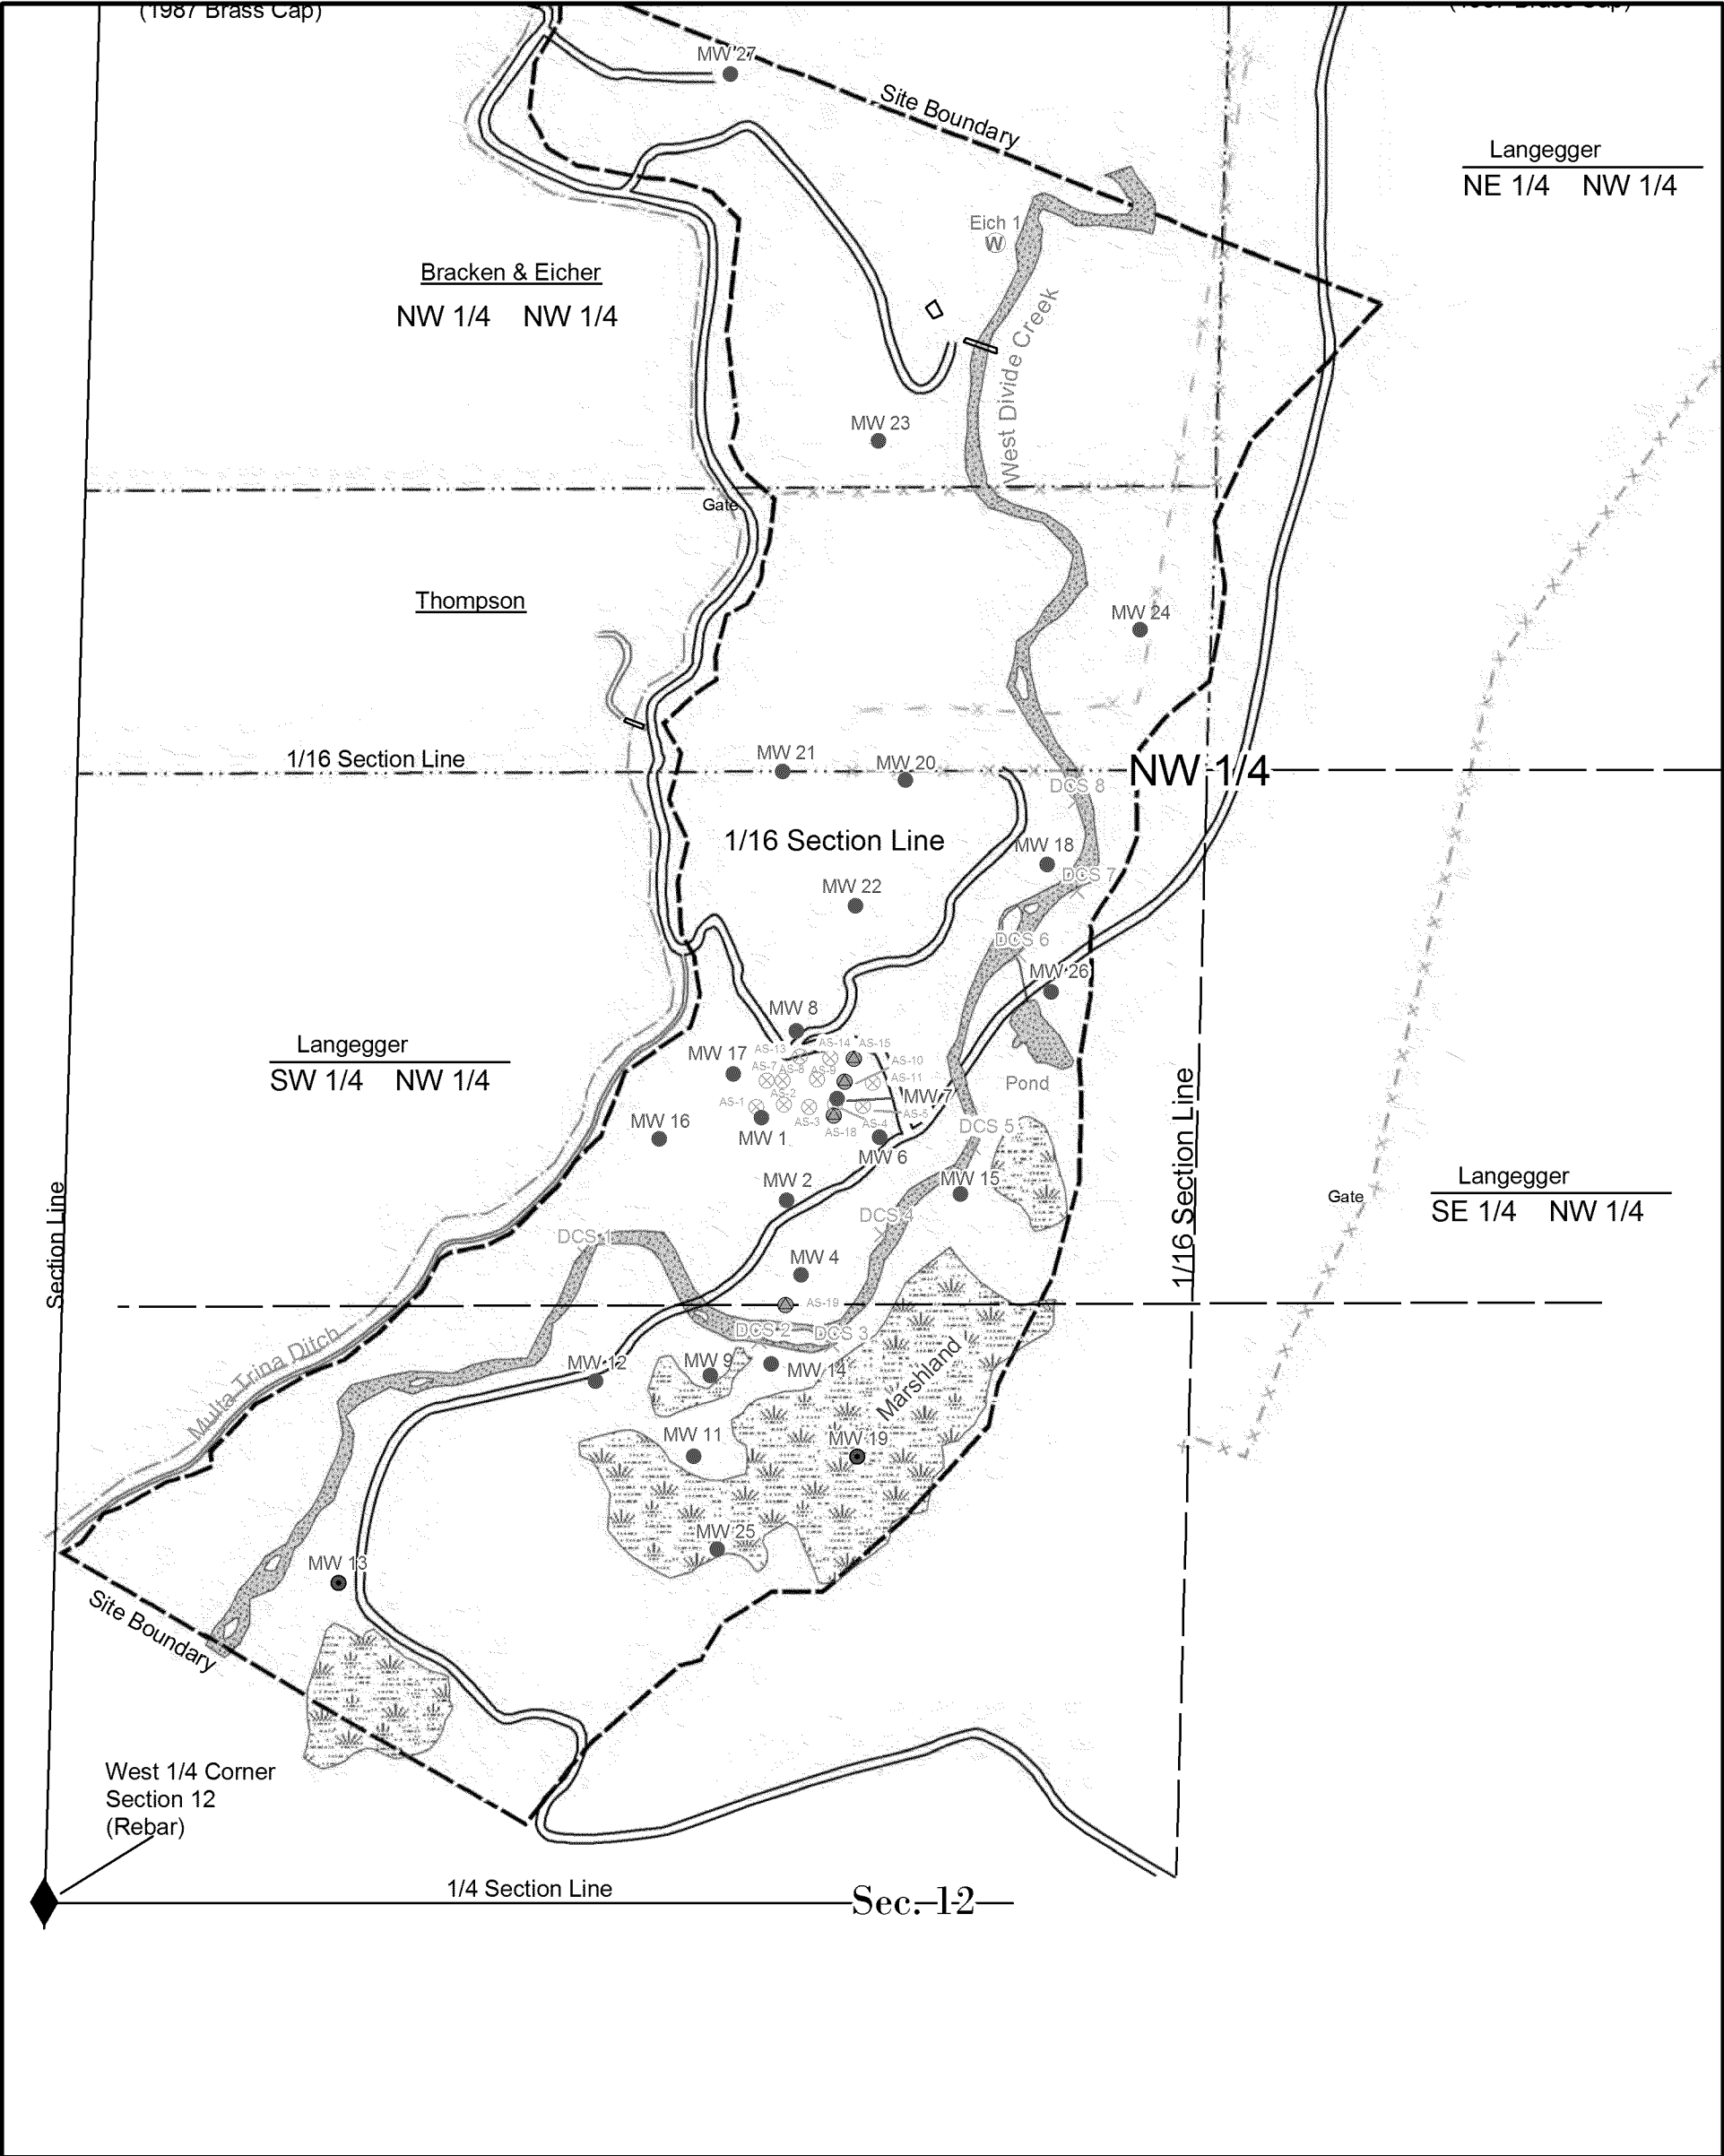 (1987 Brass Cap)
(1987 Brass Cap)
MW 27
Site Boundary
Langegger
NE 1/4 NW 1/4
Eich 1
W
Bracken & Eicher
NW 1/4 NW 1/4
West Divide Creek
MW 23
Gate
Thompson
MW 24
1/16 Section Line
MW 21
MW 20
NW 1/4
DCS 8
1/16 Section Line
MW 18
DCS 7
MW 22
DCS 6
MW 26
MW 8
Langegger
SW 1/4 NW 1/4
MW 17
AS-13
AS-14
AS-15
AS-7
AS-8
AS-9
AS-10
AS-11
Pond
AS-1
AS-2
MW 7
MW 16
MW 1
AS-3
AS-18
AS-4
AS-5
DCS 5
MW 6
1/16 Section Line
MW 2
MW 15
Gate
Langegger
SE 1/4 NW 1/4
Section Line
DCS 1
DCS 4
MW 4
AS-19
DCS 2
DCS 3
Multa-Trina Ditch
MW 12
MW 9
MW 14
Marshland
MW 11
MW 19
MW 25
MW 13
Site Boundary
West 1/4 Corner
Section 12
(Rebar)
1/4 Section Line
Sec. 12